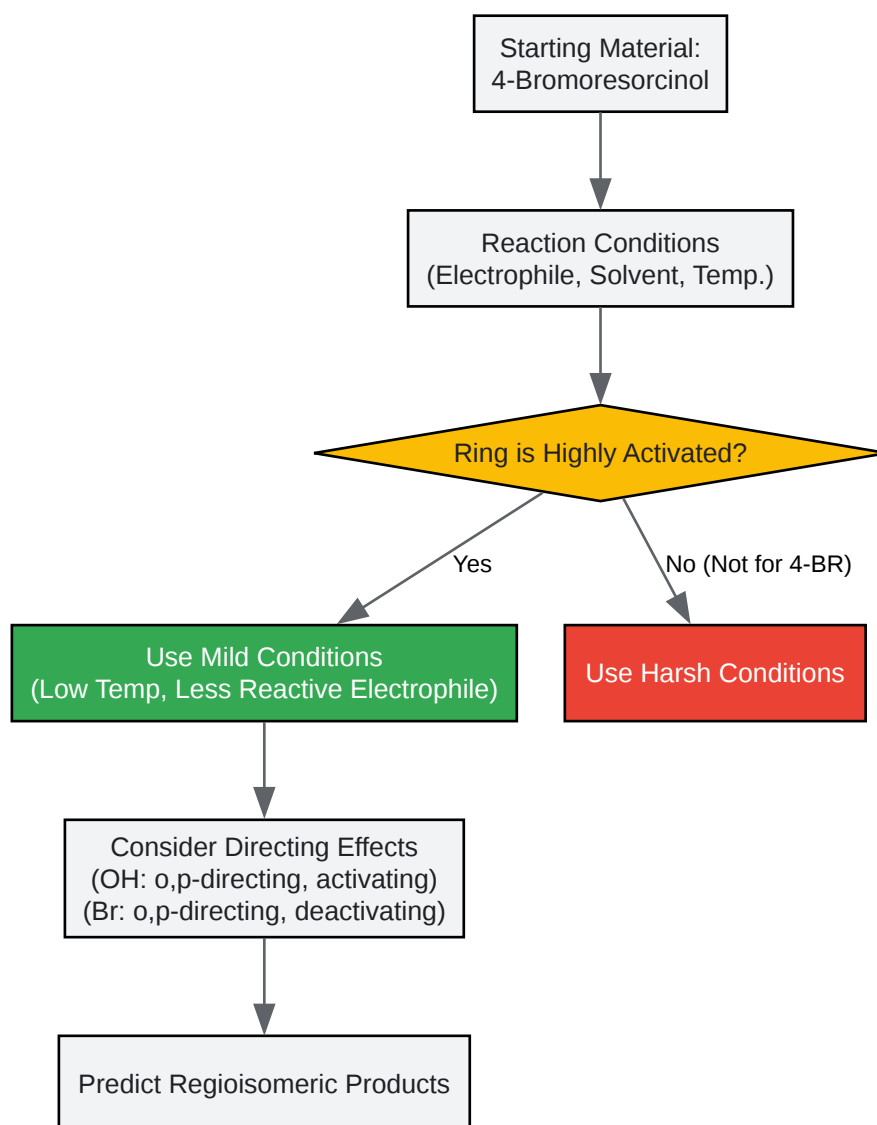 Starting Material:
4-Bromoresorcinol
Reaction Conditions
(Electrophile, Solvent, Temp.)
Ring is Highly Activated?
Yes
No (Not for 4-BR)
Use Mild Conditions
(Low Temp, Less Reactive Electrophile)
Use Harsh Conditions
Consider Directing Effects
(OH: o,p-directing, activating)
(Br: o,p-directing, deactivating)
Predict Regioisomeric Products